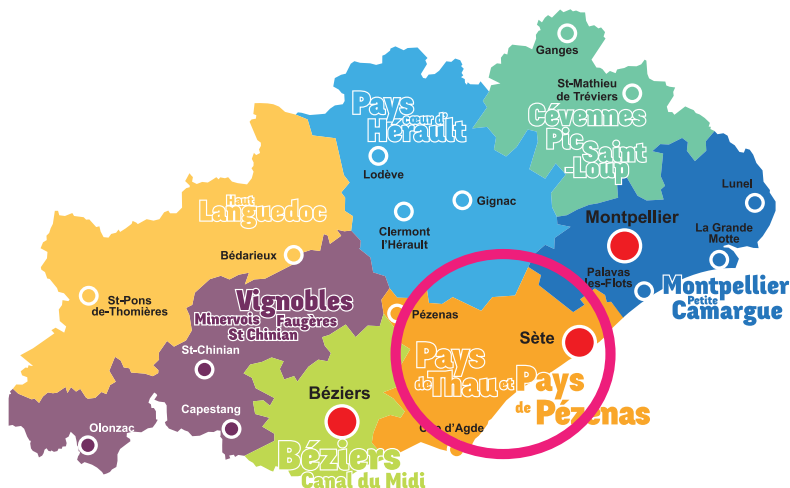 Ganges
St-Mathieu
de Tréviers
Cévennes
Pic
Saint
-Loup
Pays
cœur d'
Hérault
Lodève
Gignac
Clermont
l'Hérault
Lunel
Montpellier
La Grande
Motte
Palavas
les-Flots
Montpellier
Petite
Camargue
Haut
Languedoc
Bédarieux
St-Pons
de-Thomières
Vignobles
Minervois Faugères
St Chinian
St-Chinian
Capestang
Olonzac
Pézenas
Sète
Pays
de Thau et Pays
de Pézenas
d'Agde
Béziers
Béziers
Canal du Midi